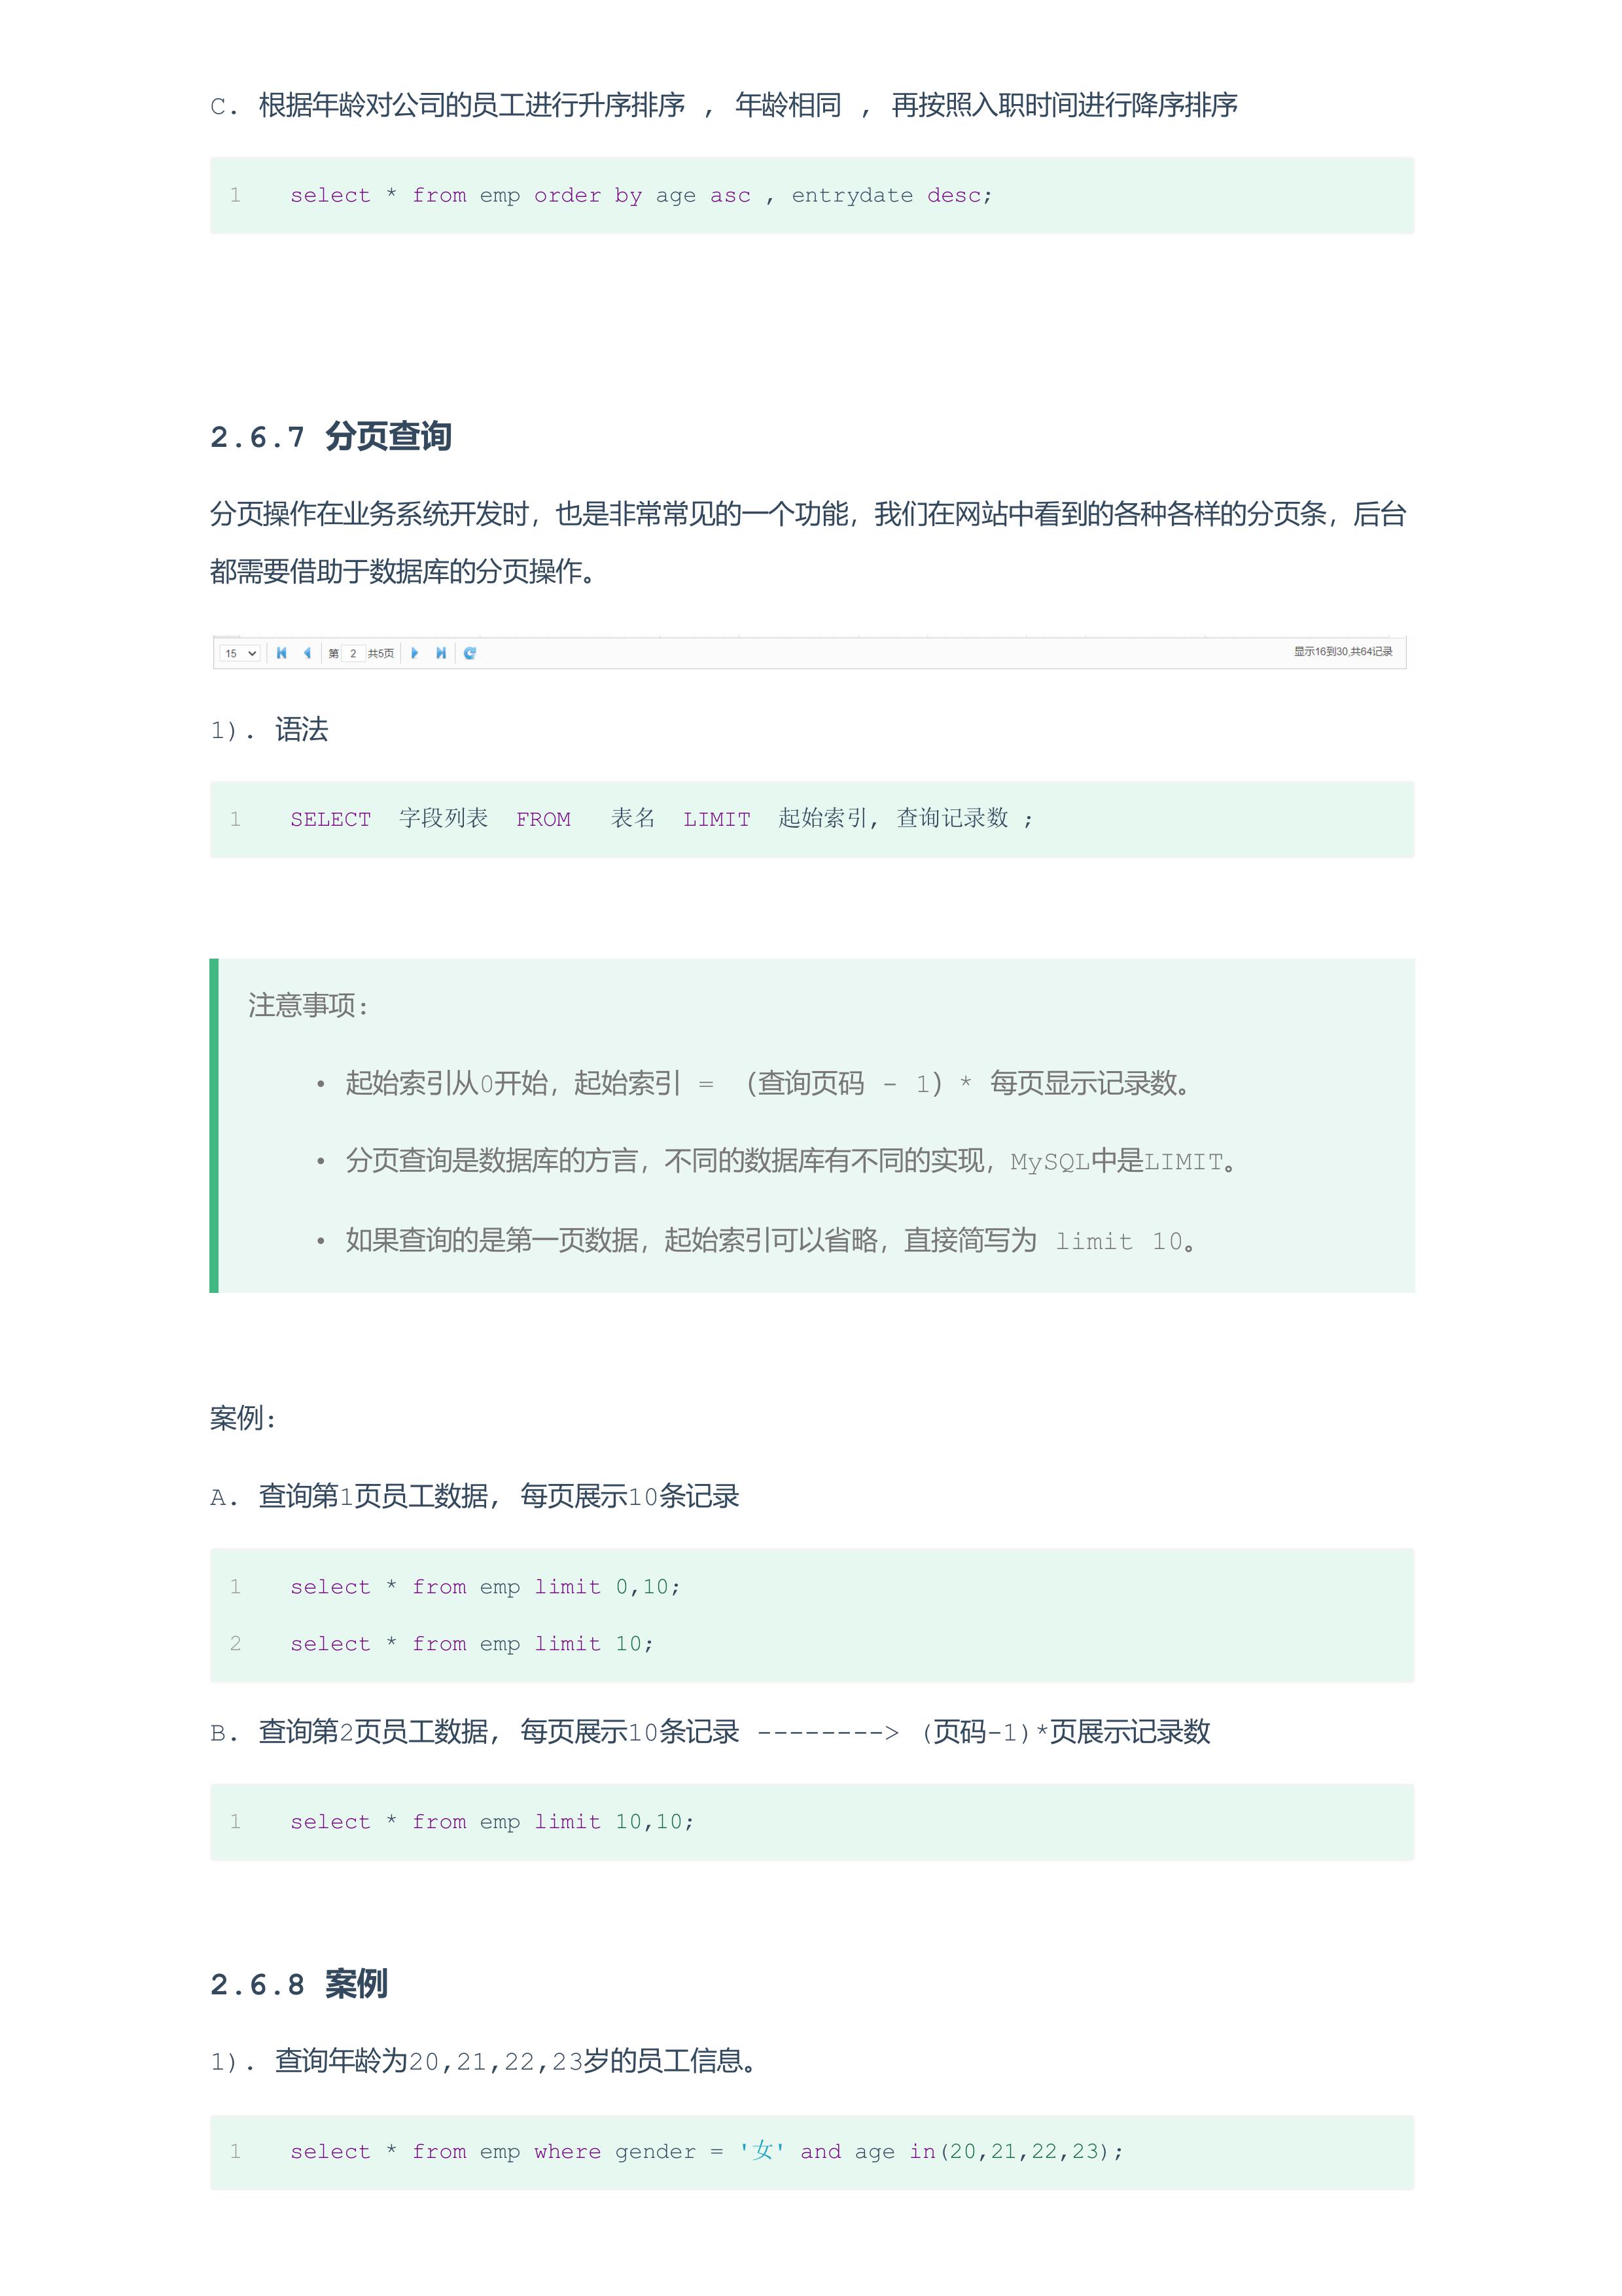 C. 根据年龄对公司的员工进行升序排序 , 年龄相同 , 再按照入职时间进行降序排序
1 select * from emp order by age asc , entrydate desc;
2.6.7 分页查询
分页操作在业务系统开发时，也是非常常见的一个功能，我们在网站中看到的各种各样的分页条，后台
都需要借助于数据库的分页操作。
15 第 2 共5页 显示16到30,共64记录
1). 语法
1 SELECT 字段列表 FROM 表名 LIMIT 起始索引, 查询记录数 ;
注意事项:
• 起始索引从0开始，起始索引 = （查询页码 - 1）* 每页显示记录数。
• 分页查询是数据库的方言，不同的数据库有不同的实现，MySQL中是LIMIT。
• 如果查询的是第一页数据，起始索引可以省略，直接简写为 limit 10。
案例:
A. 查询第1页员工数据, 每页展示10条记录
1 select * from emp limit 0,10;
2 select * from emp limit 10;
B. 查询第2页员工数据, 每页展示10条记录 --------> (页码-1)*页展示记录数
1 select * from emp limit 10,10;
2.6.8 案例
1). 查询年龄为20,21,22,23岁的员工信息。
1 select * from emp where gender = '女' and age in(20,21,22,23);